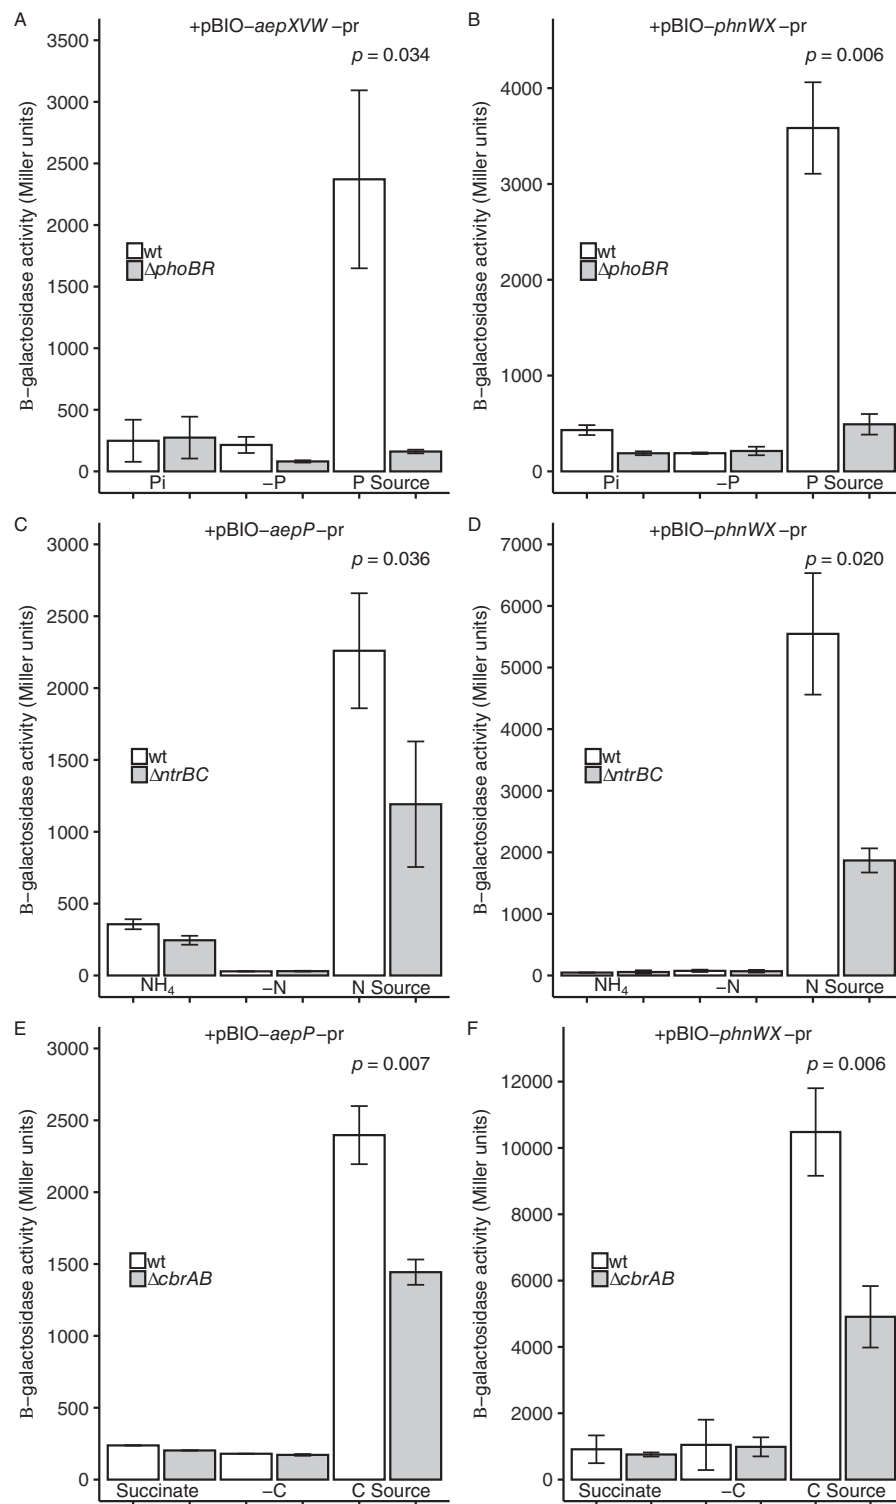 A
+pBIO–aepXVW –pr
p = 0.034
3500
3000
2500
2000
1500
1000
500
0
B–galactosidase activity (Miller units)
wt
ΔphoBR
Pi
–P
P Source
B
+pBIO–phnWX–pr
p = 0.006
4000
3000
2000
1000
0
B–galactosidase activity (Miller units)
wt
ΔphoBR
Pi
–P
P Source
C
+pBIO–aepP–pr
p = 0.036
3000
2500
2000
1500
1000
500
0
B–galactosidase activity (Miller units)
wt
ΔntrBC
NH4
–N
N Source
D
+pBIO–phnWX–pr
p = 0.020
7000
6000
5000
4000
3000
2000
1000
0
B–galactosidase activity (Miller units)
wt
ΔntrBC
NH4
–N
N Source
E
+pBIO–aepP–pr
p = 0.007
3000
2500
2000
1500
1000
500
0
B–galactosidase activity (Miller units)
wt
ΔcbrAB
Succinate
–C
C Source
F
+pBIO–phnWX–pr
p = 0.006
12000
10000
8000
6000
4000
2000
0
B–galactosidase activity (Miller units)
wt
ΔcbrAB
Succinate
–C
C Source